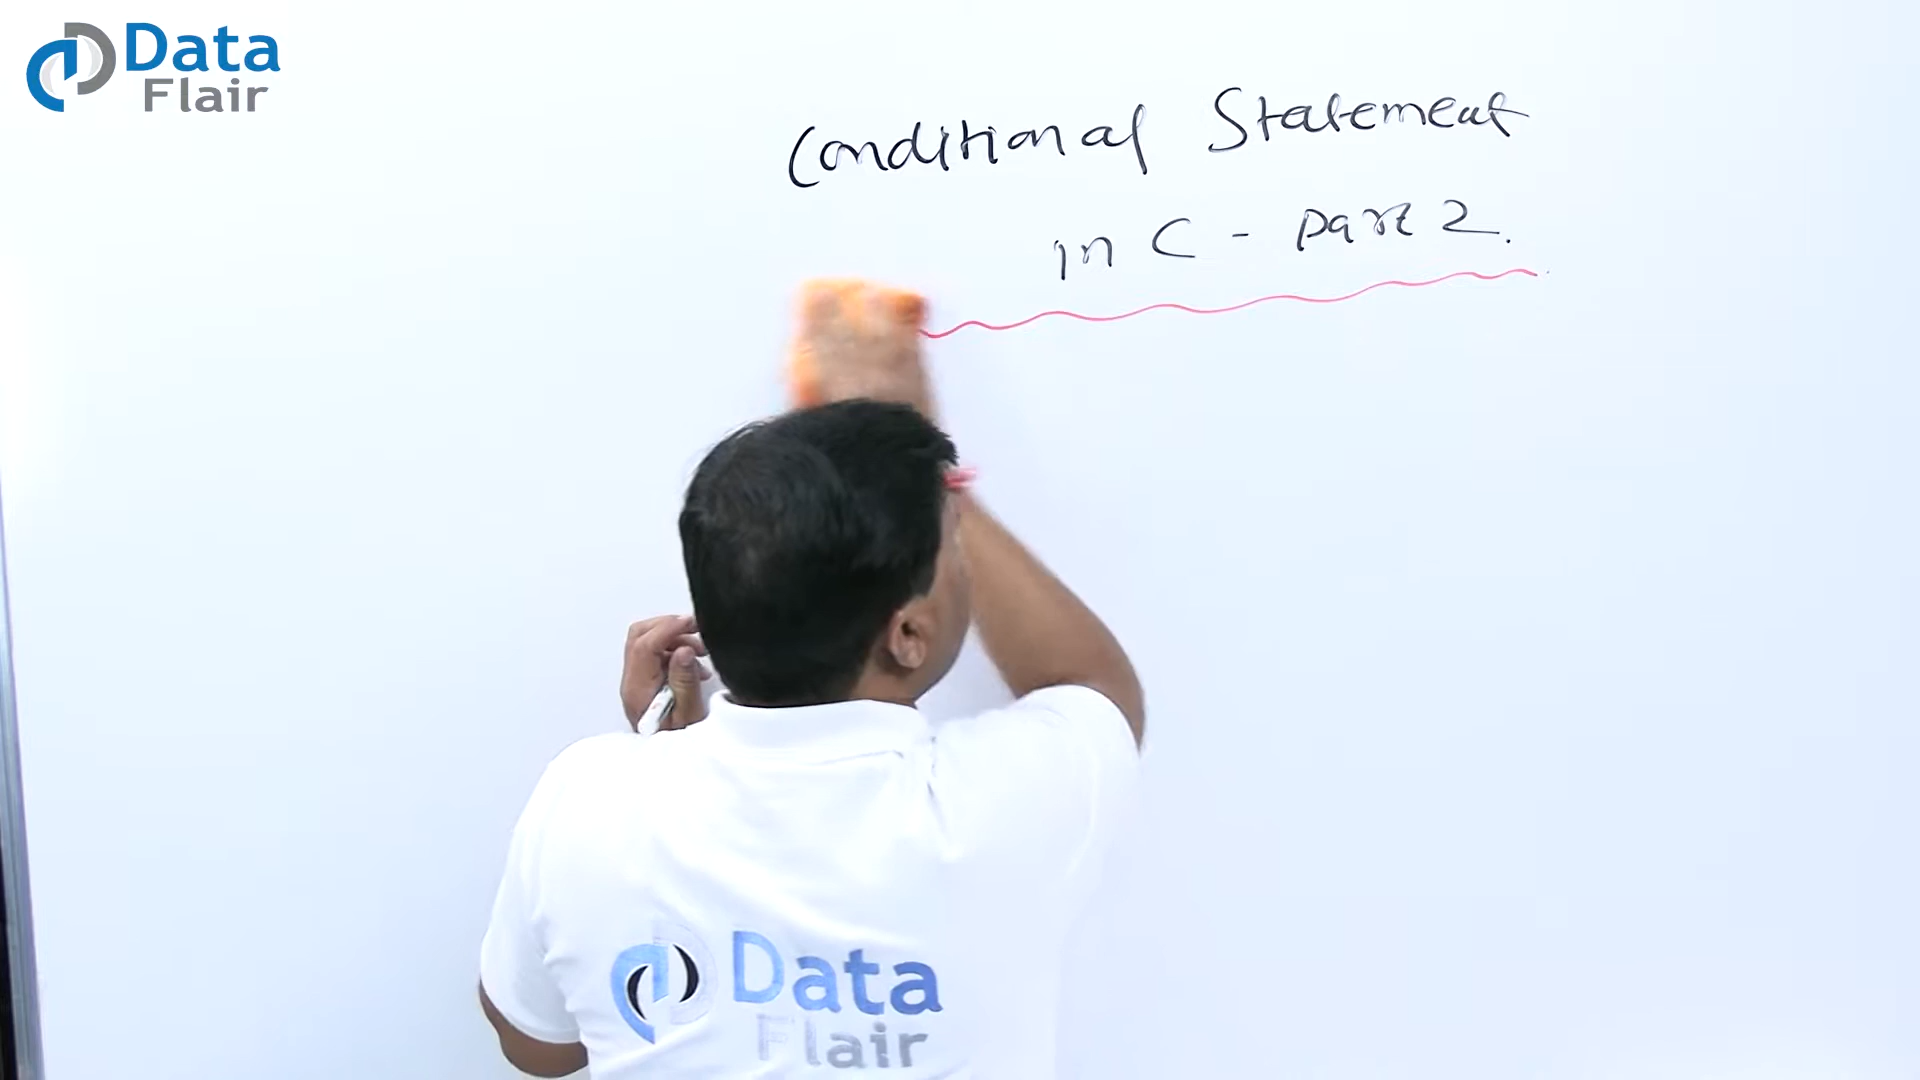 Data
Flair
Conditional Statement
in C - part 2.
Data
Flair